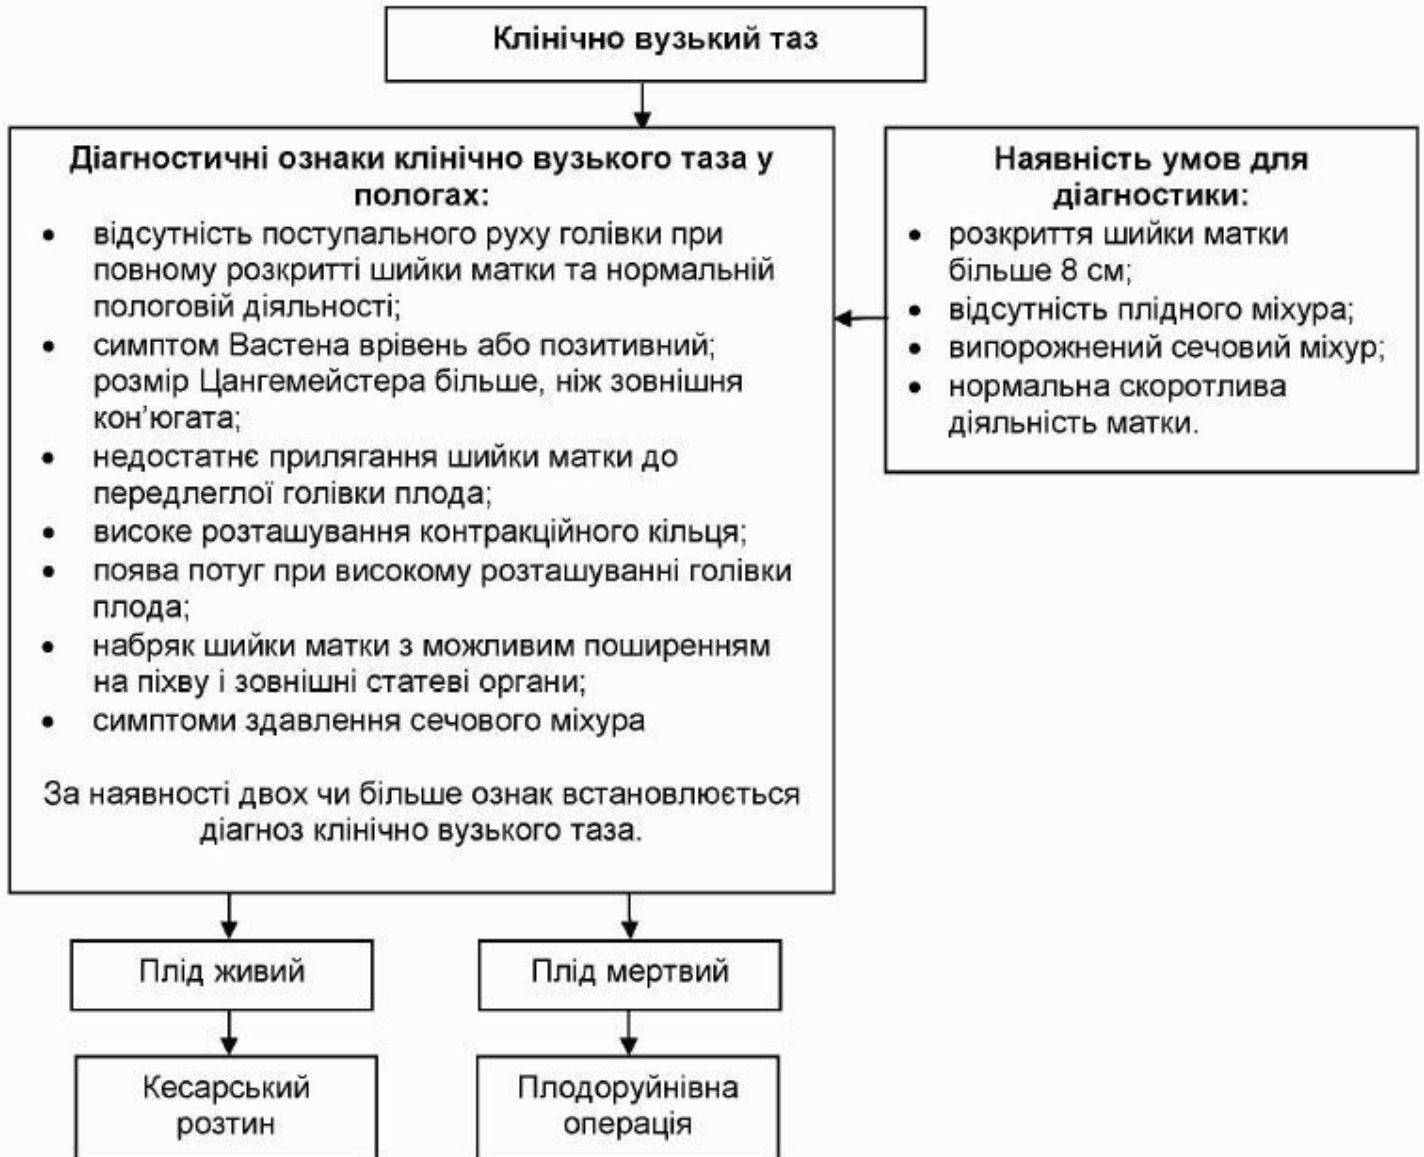 Клінічно вузький таз
Діагностичні ознаки клінічно вузького таза у
пологах:
• відсутність поступального руху голівки при
повному розкритті шийки матки та нормальній
пологовій діяльності;
• симптом Вастена врівень або позитивний;
розмір Цангемейстера більше, ніж зовнішня
кон’югата;
• недостатнє прилягання шийки матки до
передлеглої голівки плода;
• високе розташування контракційного кільця;
• поява потуг при високому розташуванні голівки
плода;
• набряк шийки матки з можливим поширенням
на піхву і зовнішні статеві органи;
• симптоми здавлення сечового міхура
За наявності двох чи більше ознак встановлюється
діагноз клінічно вузького таза.
Наявність умов для
діагностики:
• розкриття шийки матки
більше 8 см;
• відсутність плідного міхура;
• випорожнений сечовий міхур;
• нормальна скоротлива
діяльність матки.
Плід живий
Плід мертвий
Кесарський
розтин
Плодоруйнівна
операція